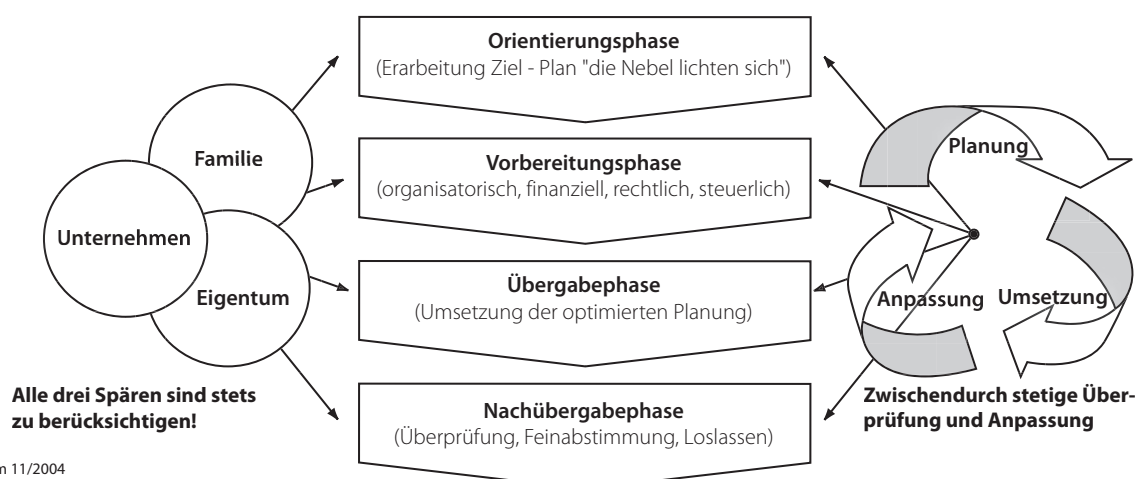 Orientierungsphase
(Erarbeitung Ziel - Plan "die Nebel lichten sich")
Familie
Unternehmen
Eigentum
Alle drei Spären sind stets
zu berücksichtigen!
Vorbereitungsphase
(organisatorisch, finanziell, rechtlich, steuerlich)
Übergabephase
(Umsetzung der optimierten Planung)
Nachübergabephase
(Überprüfung, Feinabstimmung, Loslassen)
Planung
Anpassung
Umsetzung
Zwischendurch stetige Über-
prüfung und Anpassung
11/2004